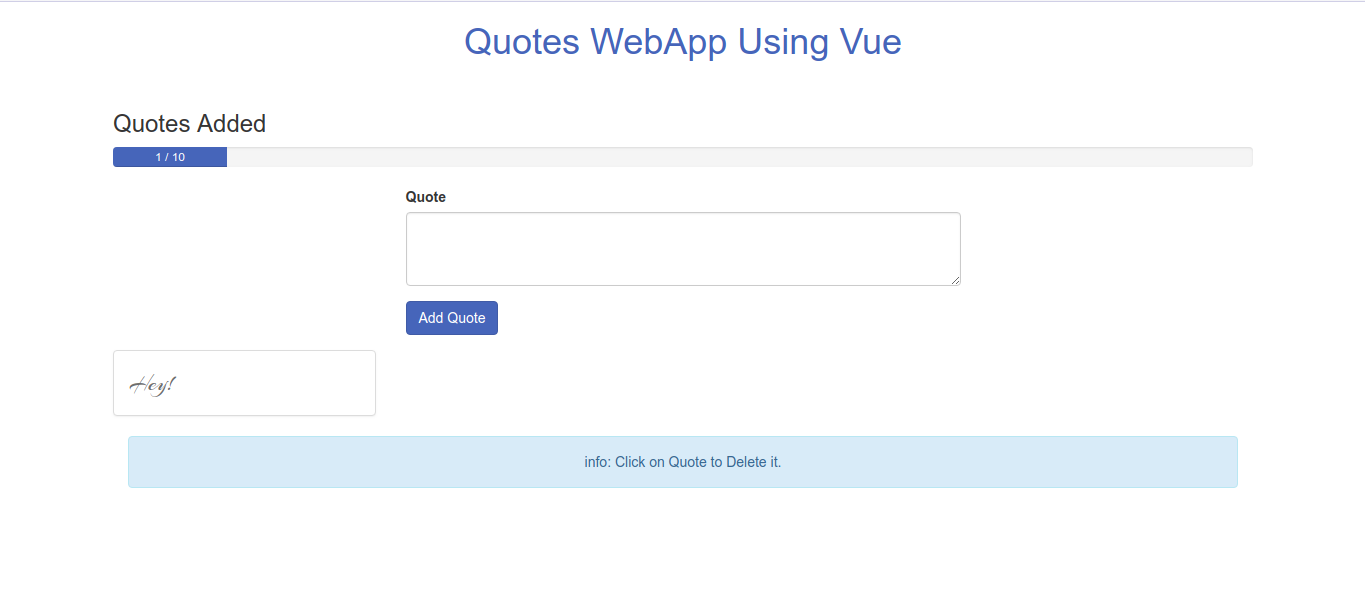 Quotes WebApp Using Vue
Quotes Added
1 / 10
Quote
Add Quote
Hey!
info: Click on Quote to Delete it.